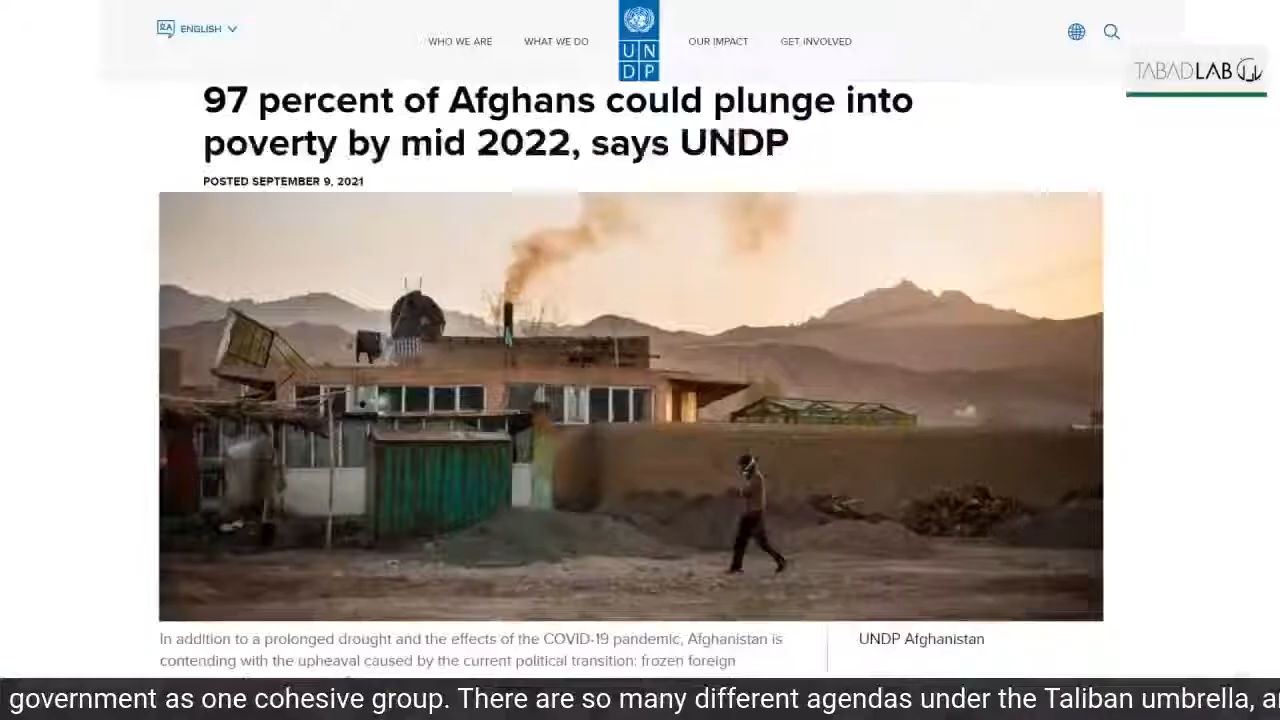 ENGLISH
WHO WE ARE
WHAT WE DO
U N
D P
OUR IMPACT
GET INVOLVED
TABADLAB
97 percent of Afghans could plunge into
poverty by mid 2022, says UNDP
POSTED SEPTEMBER 9, 2021
In addition to a prolonged drought and the effects of the COVID-19 pandemic, Afghanistan is
contending with the upheaval caused by the current political transition: frozen foreign
UNDP Afghanistan
government as one cohesive group. There are so many different agendas under the Taliban umbrella,